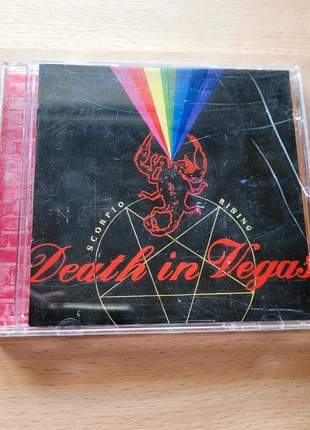 SCORPIO RISING
Death in Vegas